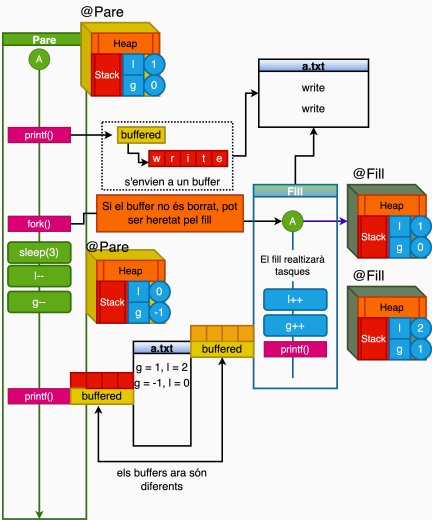 @Pare
Pare
A
Heap
Stack
l
1
g
0
a.txt
write
write
printf()
buffered
w r i t e
s'envien a un buffer
Si el buffer no és borrat, pot
ser heretat pel fill
fork()
sleep(3)
l--
g--
@Pare
Heap
Stack
l
0
g
-1
Fill
A
El fill realtizarà
tasques
l++
g++
printf()
@Fill
Heap
Stack
l
1
g
0
@Fill
Heap
Stack
l
2
g
1
a.txt
g = 1, l = 2
g = -1, l = 0
buffered
printf()
buffered
els buffers ara són
diferents